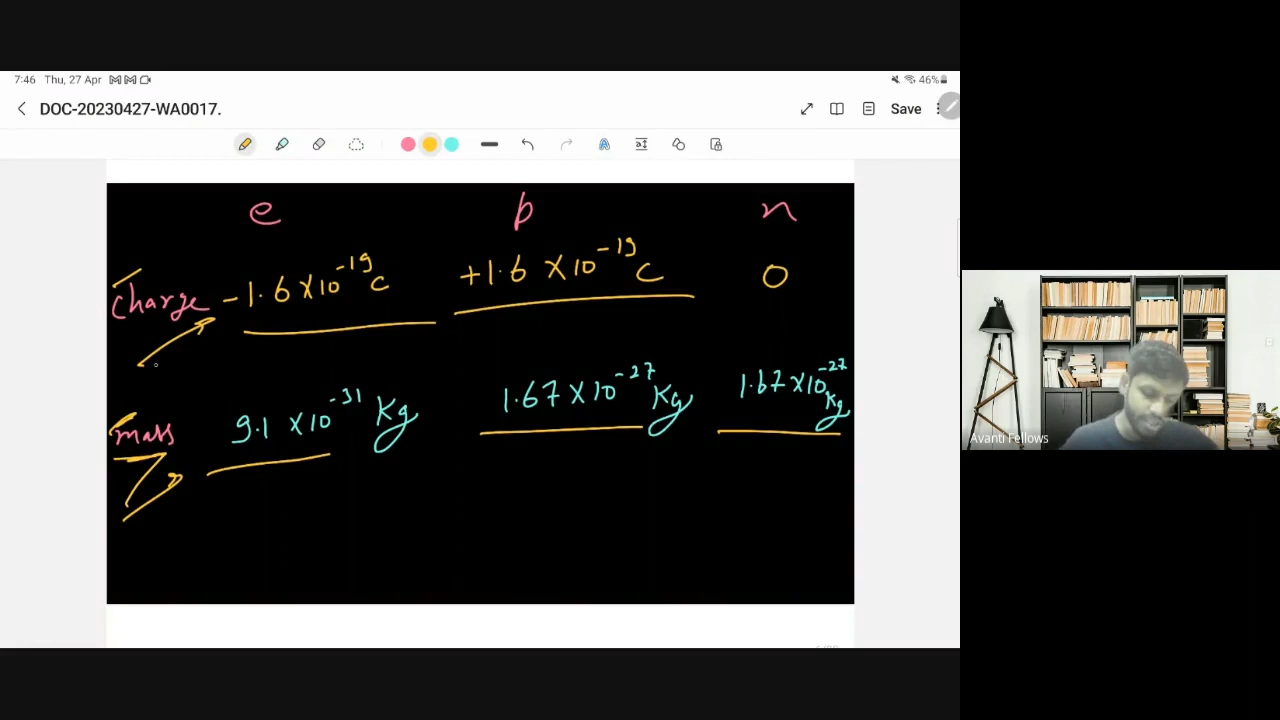 7:46 Thu, 27 Apr
46%
DOC-20230427-WA0017.
Save
e p n
Charge -1.6 × 10⁻¹⁹ C +1.6 × 10⁻¹⁹ C 0
mass 9.1 × 10⁻³¹ Kg 1.67 × 10⁻²⁷ Kg 1.67 × 10⁻²⁷ Kg
Avanti Fellows